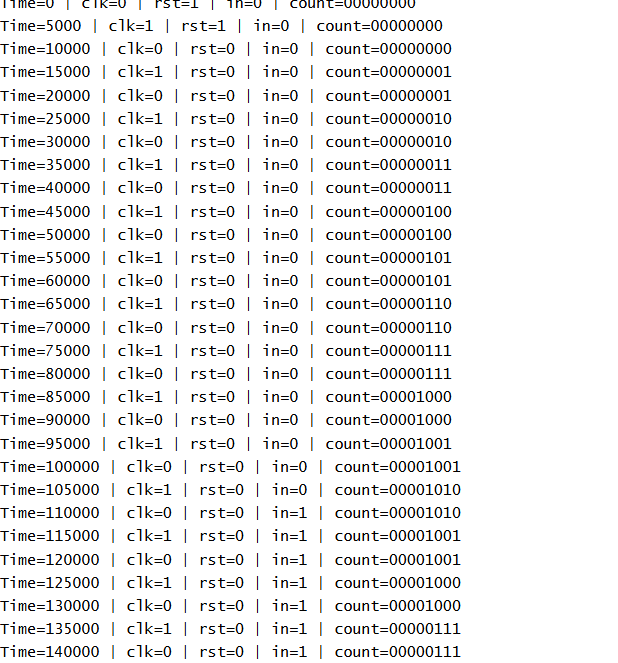 Time=0 | clk=0 | rst=1 | in=0 | count=00000000
Time=5000 | clk=1 | rst=1 | in=0 | count=00000000
Time=10000 | clk=0 | rst=0 | in=0 | count=00000000
Time=15000 | clk=1 | rst=0 | in=0 | count=00000001
Time=20000 | clk=0 | rst=0 | in=0 | count=00000001
Time=25000 | clk=1 | rst=0 | in=0 | count=00000010
Time=30000 | clk=0 | rst=0 | in=0 | count=00000010
Time=35000 | clk=1 | rst=0 | in=0 | count=00000011
Time=40000 | clk=0 | rst=0 | in=0 | count=00000011
Time=45000 | clk=1 | rst=0 | in=0 | count=00000100
Time=50000 | clk=0 | rst=0 | in=0 | count=00000100
Time=55000 | clk=1 | rst=0 | in=0 | count=00000101
Time=60000 | clk=0 | rst=0 | in=0 | count=00000101
Time=65000 | clk=1 | rst=0 | in=0 | count=00000110
Time=70000 | clk=0 | rst=0 | in=0 | count=00000110
Time=75000 | clk=1 | rst=0 | in=0 | count=00000111
Time=80000 | clk=0 | rst=0 | in=0 | count=00000111
Time=85000 | clk=1 | rst=0 | in=0 | count=00001000
Time=90000 | clk=0 | rst=0 | in=0 | count=00001000
Time=95000 | clk=1 | rst=0 | in=0 | count=00001001
Time=100000 | clk=0 | rst=0 | in=0 | count=00001001
Time=105000 | clk=1 | rst=0 | in=0 | count=00001010
Time=110000 | clk=0 | rst=0 | in=1 | count=00001010
Time=115000 | clk=1 | rst=0 | in=1 | count=00001001
Time=120000 | clk=0 | rst=0 | in=1 | count=00001001
Time=125000 | clk=1 | rst=0 | in=1 | count=00001000
Time=130000 | clk=0 | rst=0 | in=1 | count=00001000
Time=135000 | clk=1 | rst=0 | in=1 | count=00000111
Time=140000 | clk=0 | rst=0 | in=1 | count=00000111